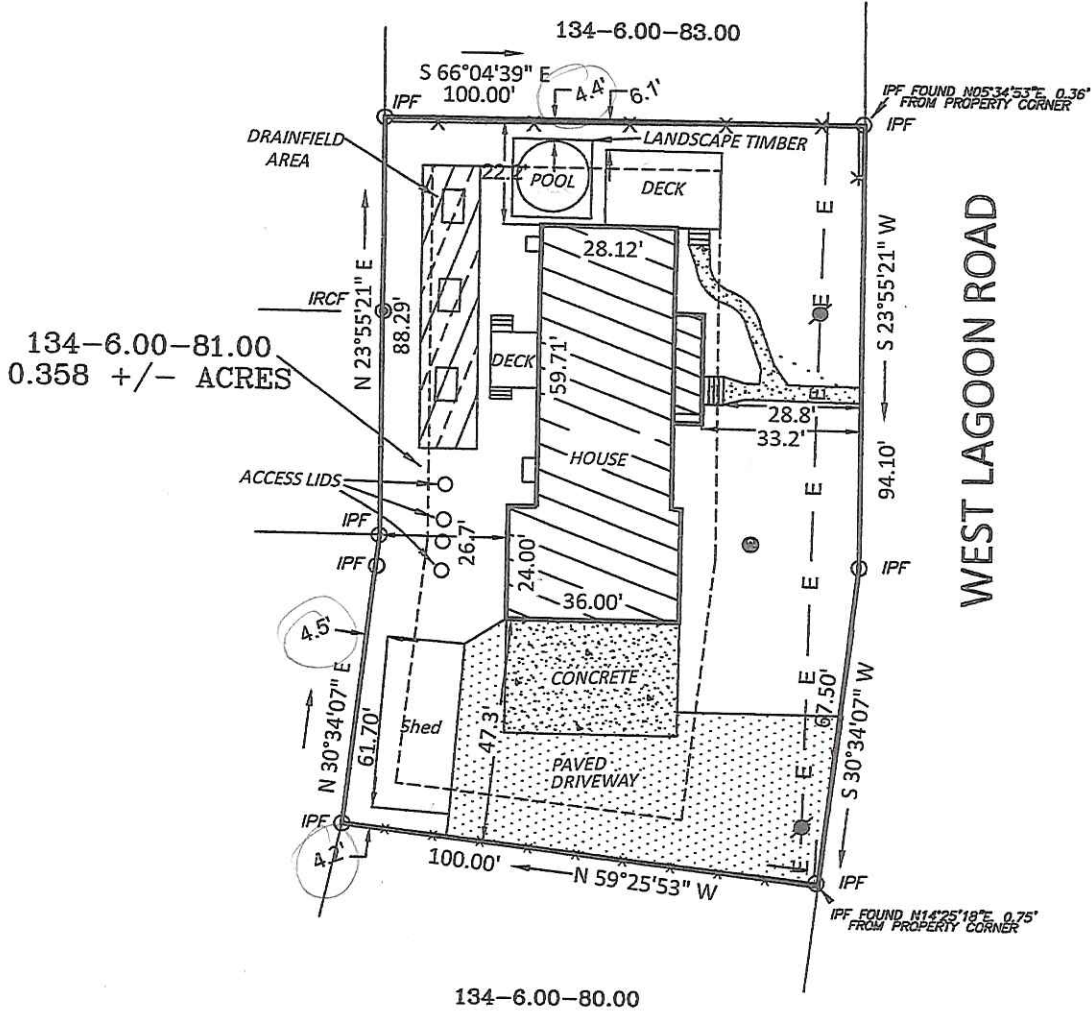 134-6.00-83.00
S 66°04'39" E
100.00'
4.4'
6.1'
IPF FOUND N05°34'53"E, 0.36'
FROM PROPERTY CORNER
IPF
IPF
DRAINFIELD
AREA
LANDSCAPE TIMBER
22.2'
POOL
DECK
E
28.12'
N 23°55'21" E
88.29'
IRCF
E
S 23°55'21" W
94.10'
WEST LAGOON ROAD
134-6.00-81.00
0.358 +/- ACRES
DECK
59.71'
E
28.8'
33.2'
HOUSE
ACCESS LIDS
E
IPF
26.7'
24.00'
E
IPF
36.00'
4.5'
CONCRETE
E
E
67.50'
S 30°34'07" W
N 30°34'07" E
61.70'
Shed
47.3'
PAVED
DRIVEWAY
E
IPF
4.2'
100.00'
N 59°25'53" W
E
IPF
IPF FOUND N14°25'18"E, 0.75'
FROM PROPERTY CORNER
134-6.00-80.00